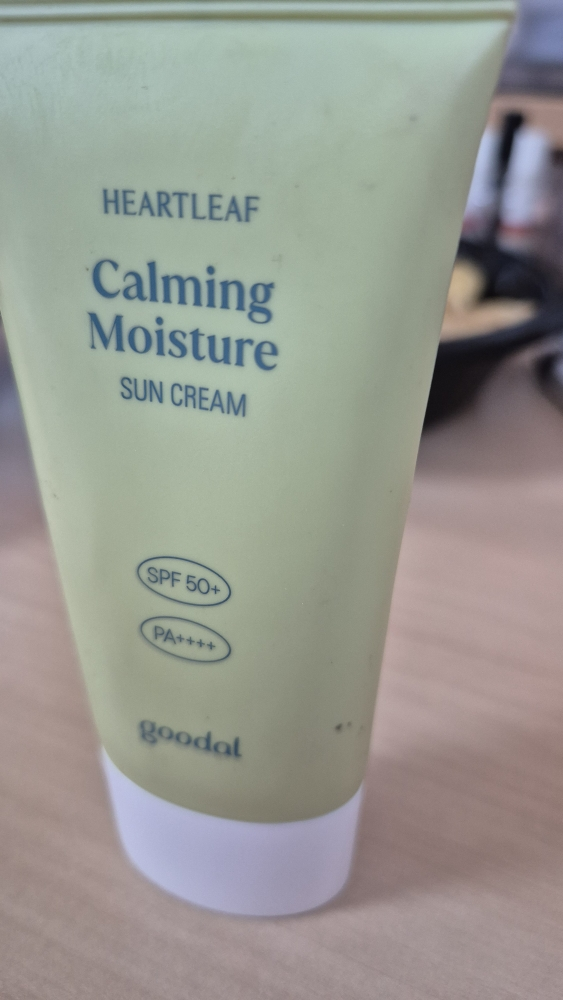 HEARTLEAF
Calming
Moisture
SUN CREAM
SPF 50+
PA++++
goodal